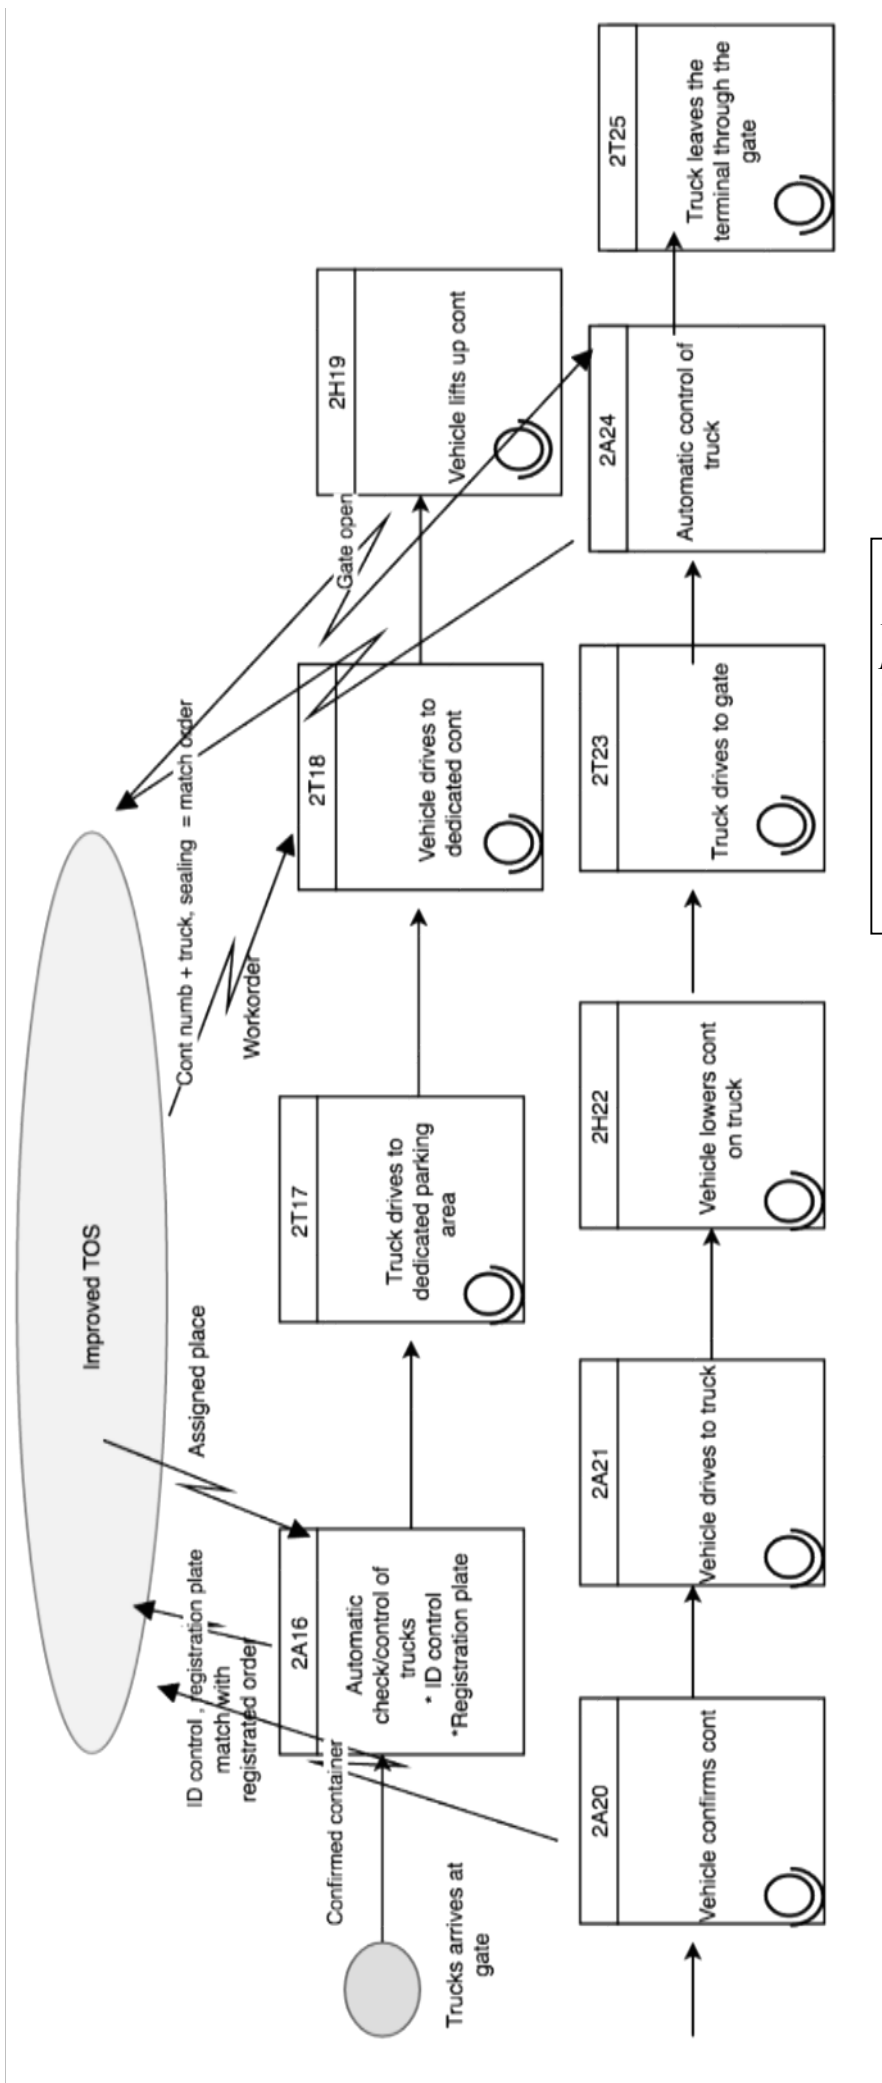 Improved TOS
ID control , registration plate
match with
registrated order
Assigned place
Cont numb + truck, sealing = match order
Workorder
Gate open
Confirmed container
Trucks arrives at
gate
2A16
Automatic
check/control of
trucks
* ID control
*Registration plate
2T17
Truck drives to
dedicated parking
area
2T18
Vehicle drives to
dedicated cont
2H19
Vehicle lifts up cont
2A20
Vehicle confirms cont
2A21
Vehicle drives to truck
2H22
Vehicle lowers cont
on truck
2T23
Truck drives to gate
2A24
Automatic control of
truck
2T25
Truck leaves the
terminal through the
gate